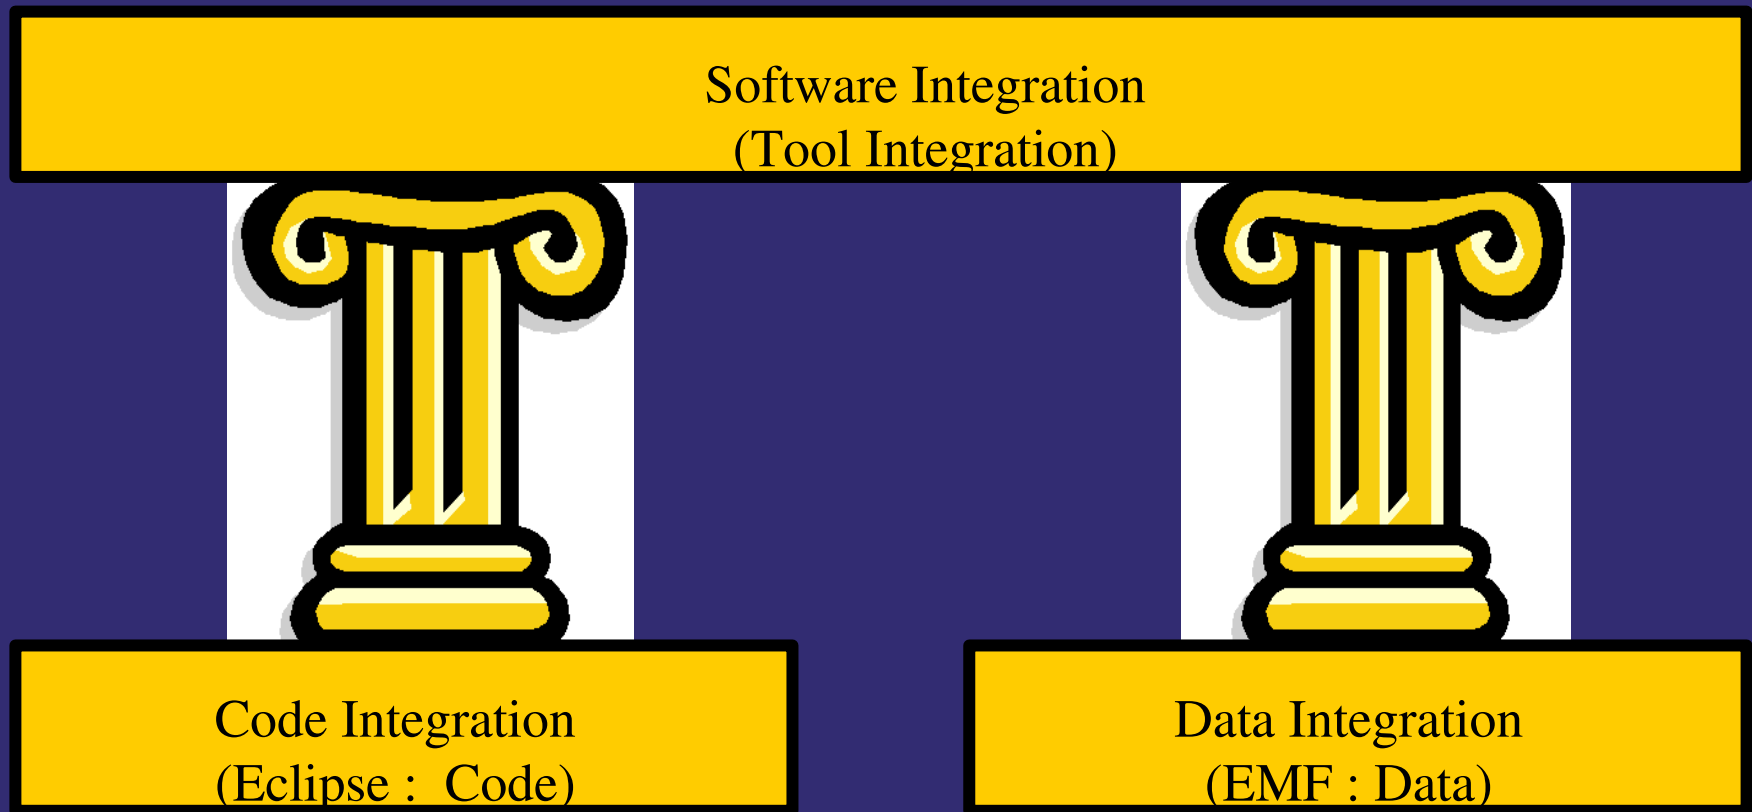 Software Integration
(Tool Integration)
Code Integration
(Eclipse :  Code)
Data Integration
(EMF : Data)